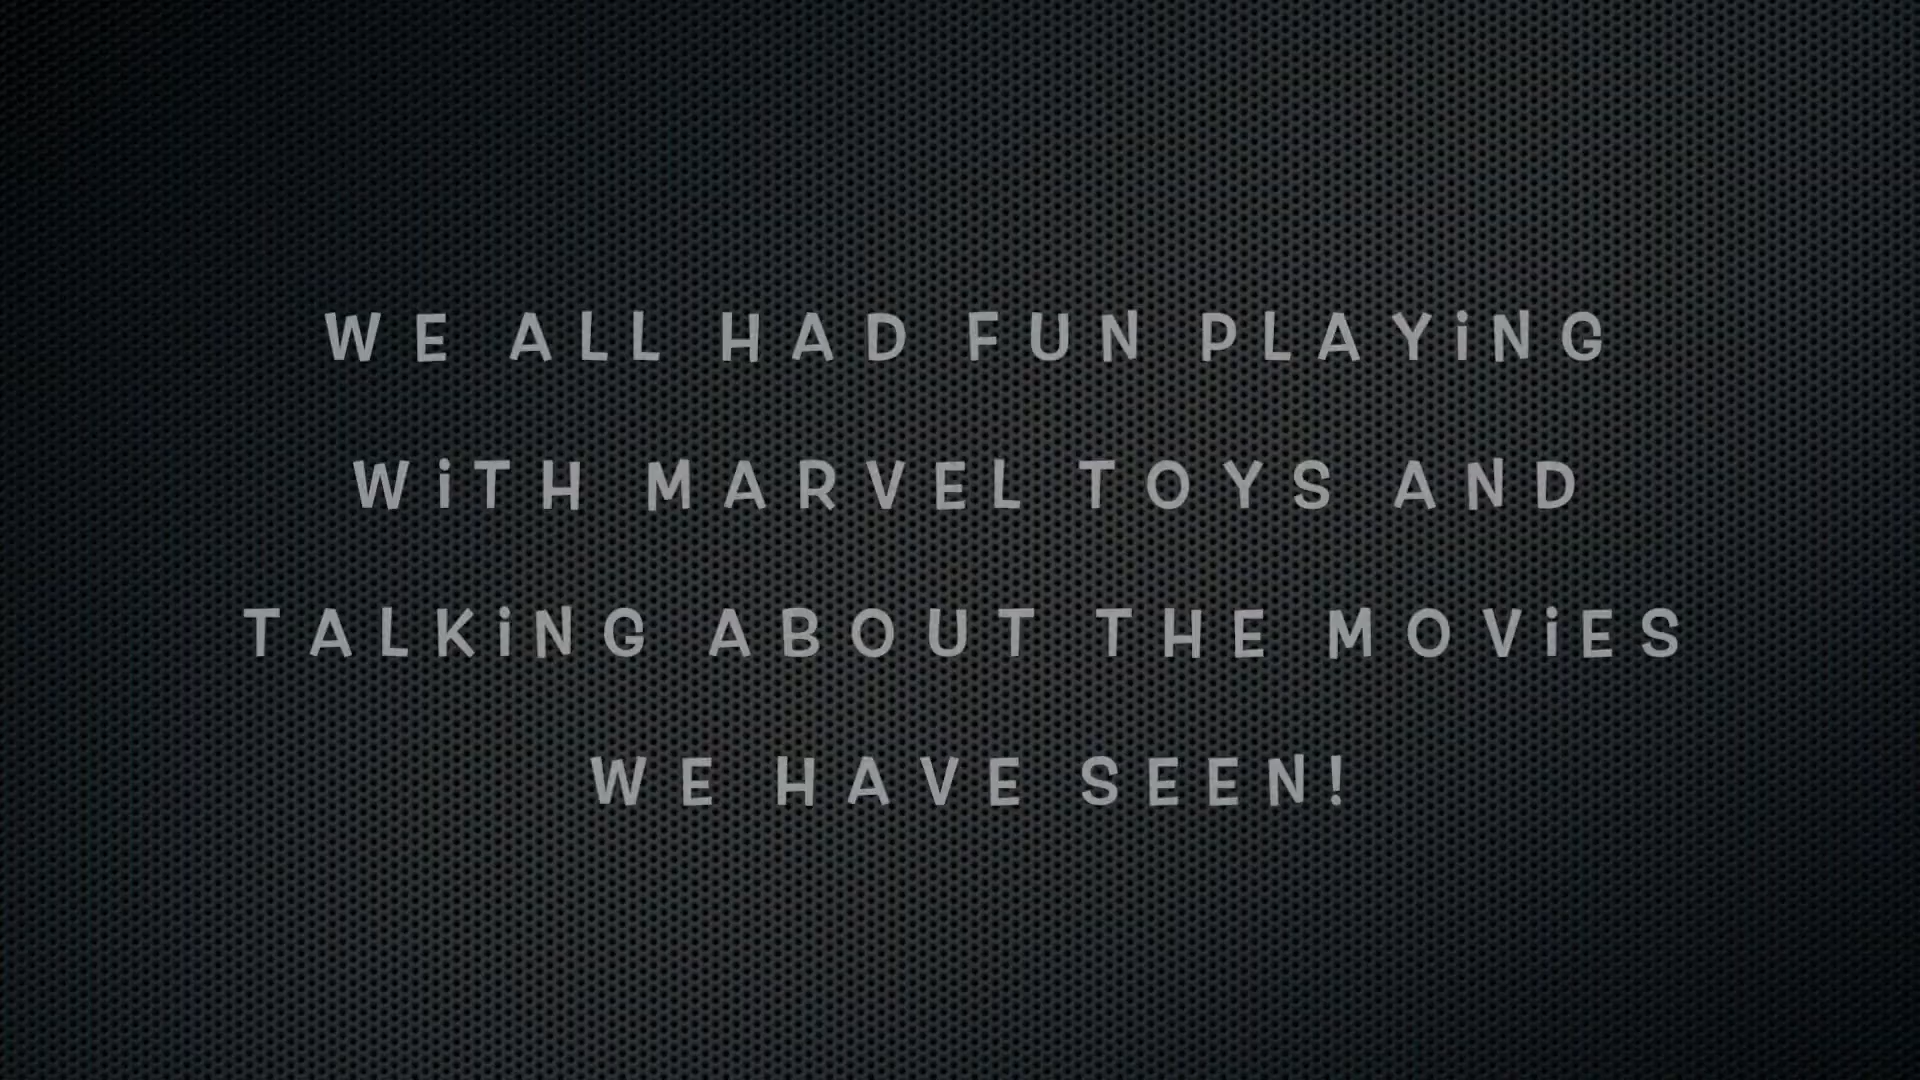 WE ALL HAD FUN PLAYiNG
WiTH MARVEL TOYS AND
TALKiNG ABOUT THE MOViES
WE HAVE SEEN!